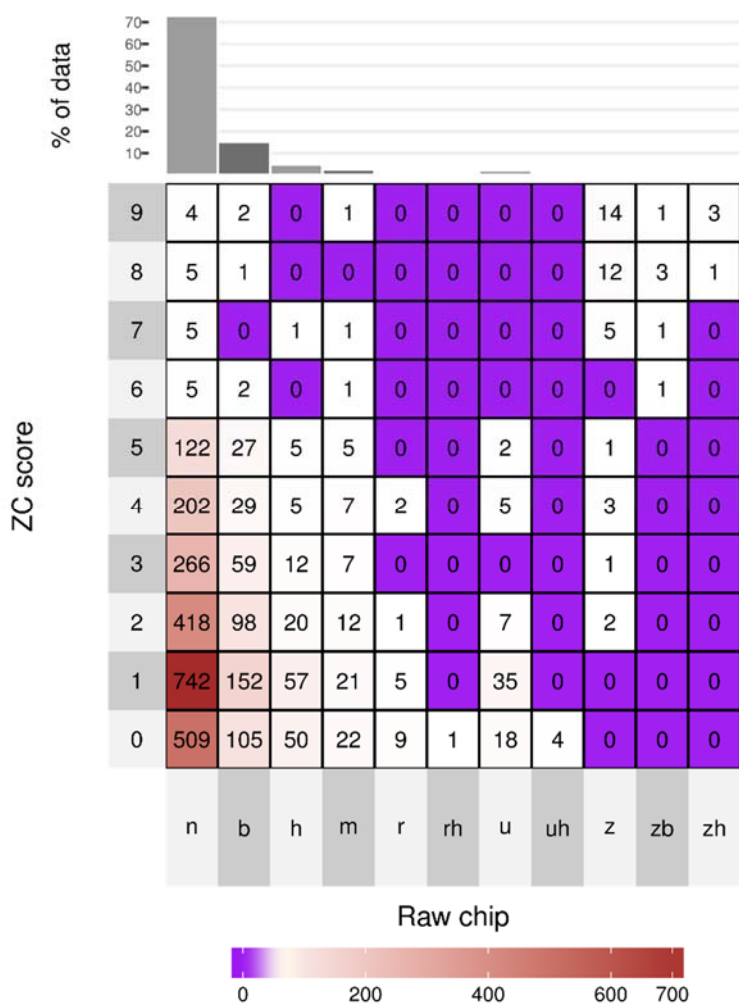 70
60
50
40
30
20
10
% of data
9 4 2 0 1 0 0 0 0 14 1 3
8 5 1 0 0 0 0 0 0 12 3 1
7 5 0 1 1 0 0 0 0 5 1 0
6 5 2 0 1 0 0 0 0 0 1 0
5 122 27 5 5 0 0 2 0 1 0 0
4 202 29 5 7 2 0 5 0 3 0 0
3 266 59 12 7 0 0 0 0 1 0 0
2 418 98 20 12 1 0 7 0 2 0 0
1 742 152 57 21 5 0 35 0 0 0 0
0 509 105 50 22 9 1 18 4 0 0 0
ZC score
n b h m r rh u uh z zb zh
Raw chip
0 200 400 600 700